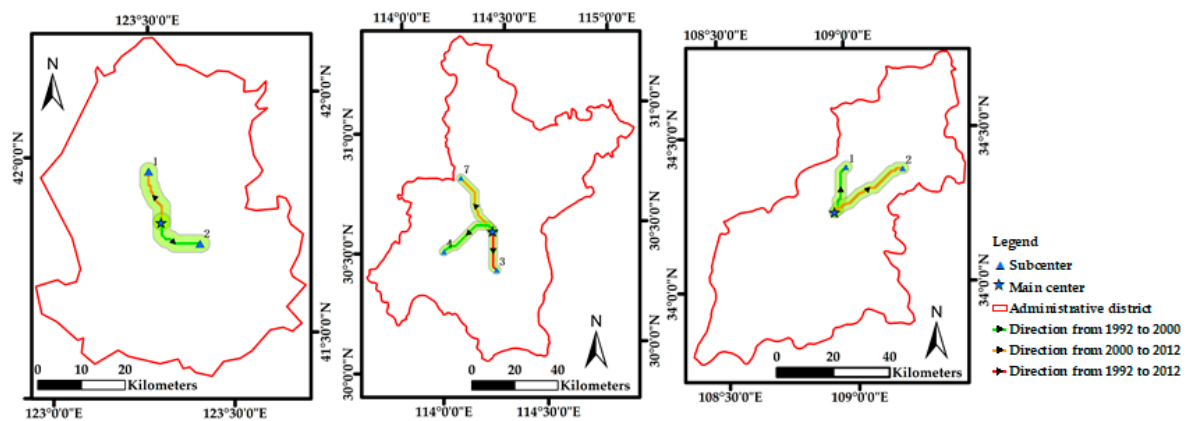 123°30'0"E
N
42°0'0"N
42°0'0"N
41°30'0"N
1
2
0 10 20
Kilometers
123°0'0"E
123°30'0"E
114°0'0"E
114°30'0"E
115°0'0"E
31°0'0"N
31°0'0"N
30°30'0"N
30°30'0"N
30°0'0"N
30°0'0"N
7
4
3
N
0 20 40
Kilometers
114°0'0"E
114°30'0"E
108°30'0"E
109°0'0"E
34°30'0"N
34°30'0"N
34°0'0"N
34°0'0"N
1
2
N
0 20 40
Kilometers
108°30'0"E
109°0'0"E
Legend
Subcenter
Main center
Administrative district
Direction from 1992 to 2000
Direction from 2000 to 2012
Direction from 1992 to 2012